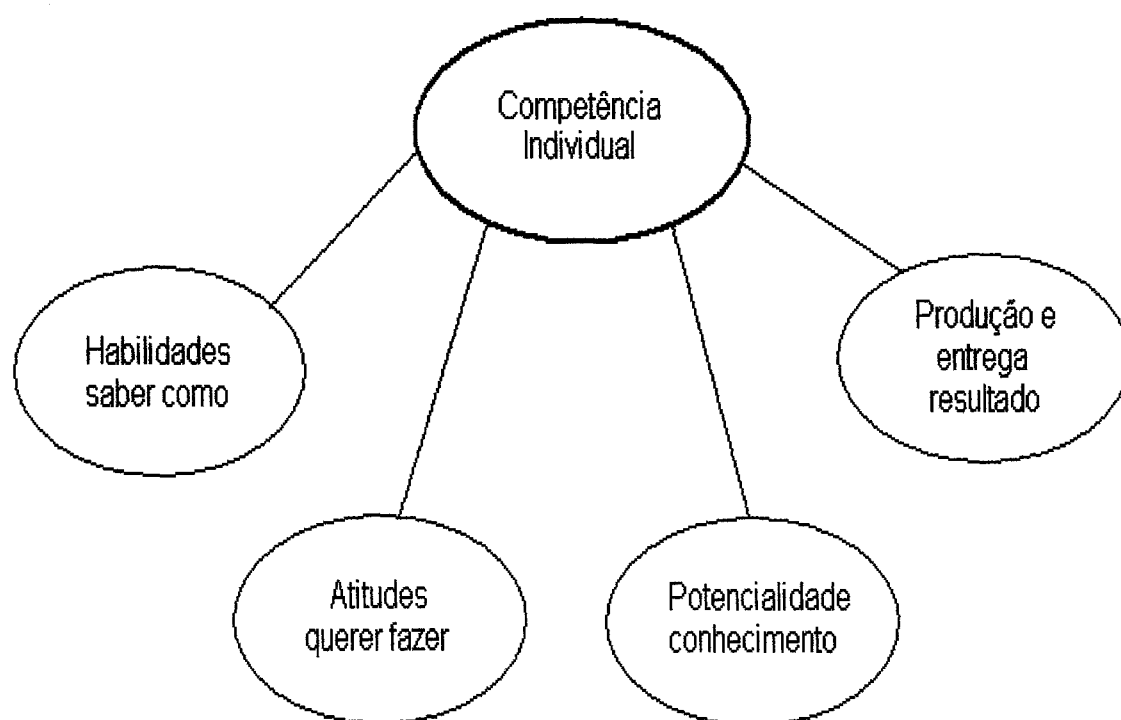 Competência
Individual
Habilidades
saber como
Produção e
entrega
resultado
Atitudes
querer fazer
Potencialidade
conhecimento